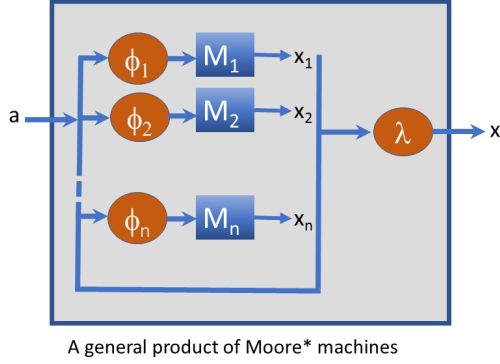 ϕ₁ M₁ x₁
a ϕ₂ M₂ x₂ λ x
ϕₙ Mₙ xₙ
A general product of Moore* machines